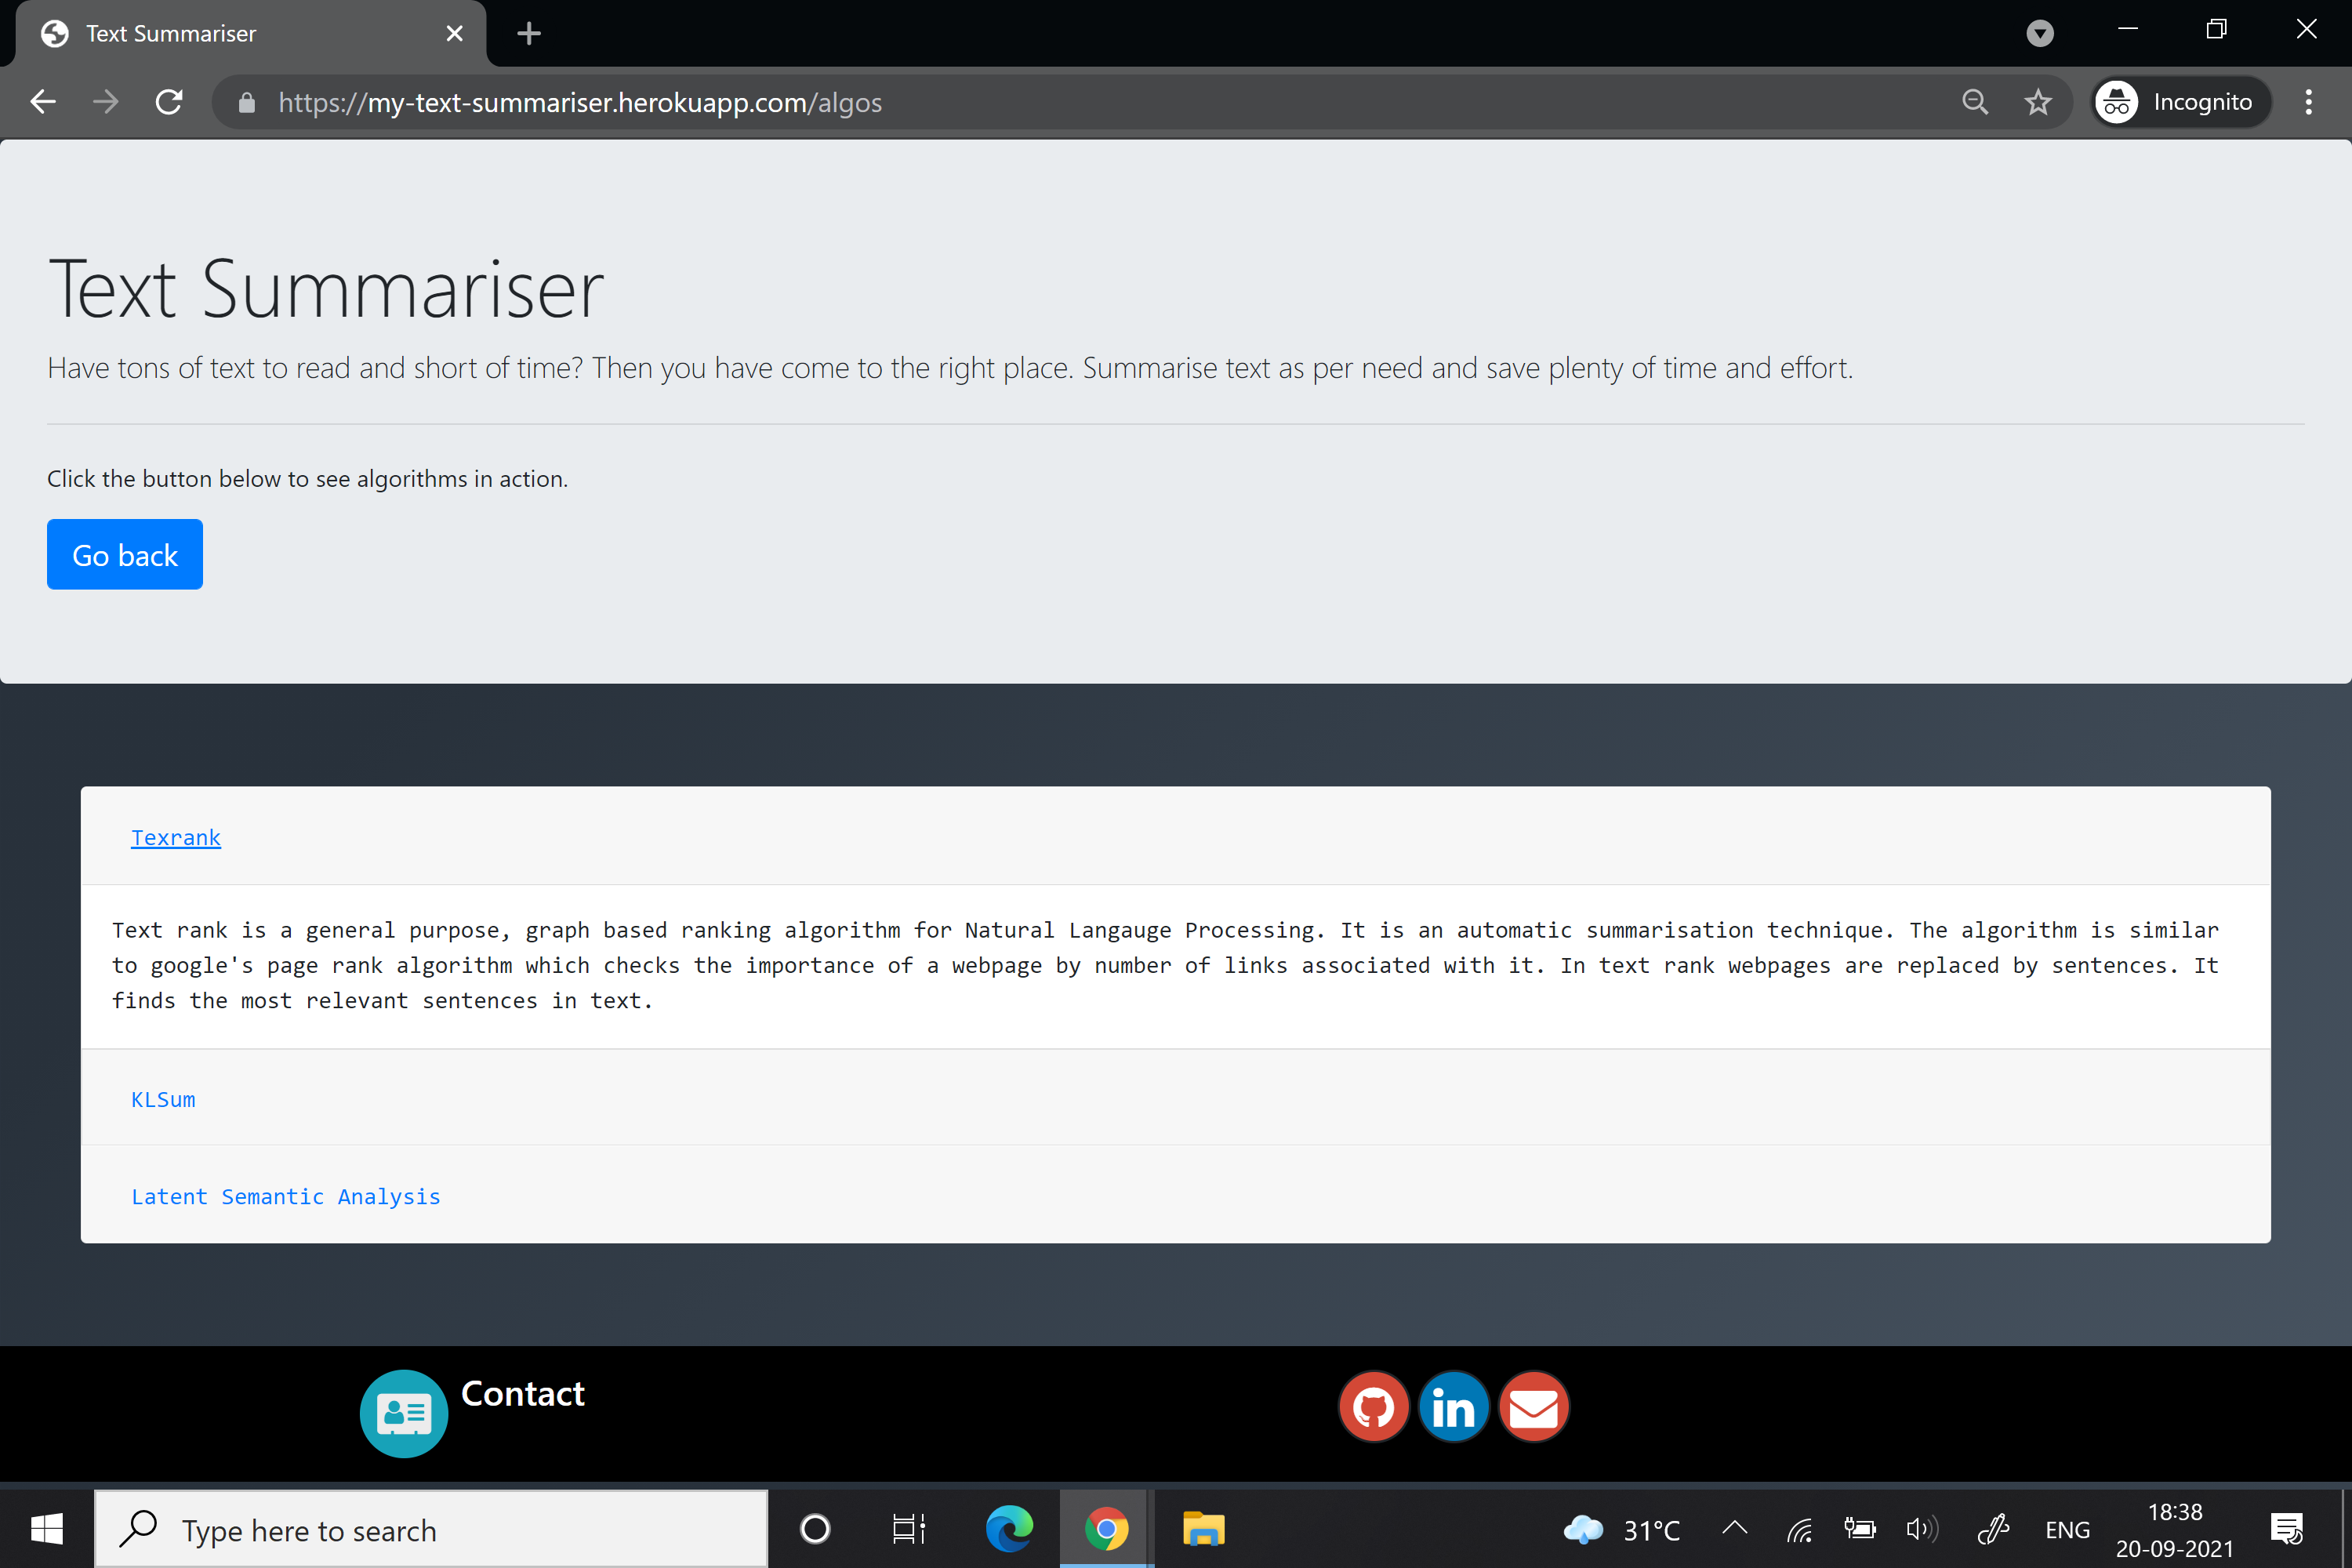 Text Summariser
https://my-text-summariser.herokuapp.com/algos
Incognito
Text Summariser
Have tons of text to read and short of time? Then you have come to the right place. Summarise text as per need and save plenty of time and effort.
Click the button below to see algorithms in action.
Go back
Texrank
Text rank is a general purpose, graph based ranking algorithm for Natural Langauge Processing. It is an automatic summarisation technique. The algorithm is similar
to google's page rank algorithm which checks the importance of a webpage by number of links associated with it. In text rank webpages are replaced by sentences. It
finds the most relevant sentences in text.
KLSum
Latent Semantic Analysis
Contact
in
Type here to search
31°C
ENG
18:38
20-09-2021